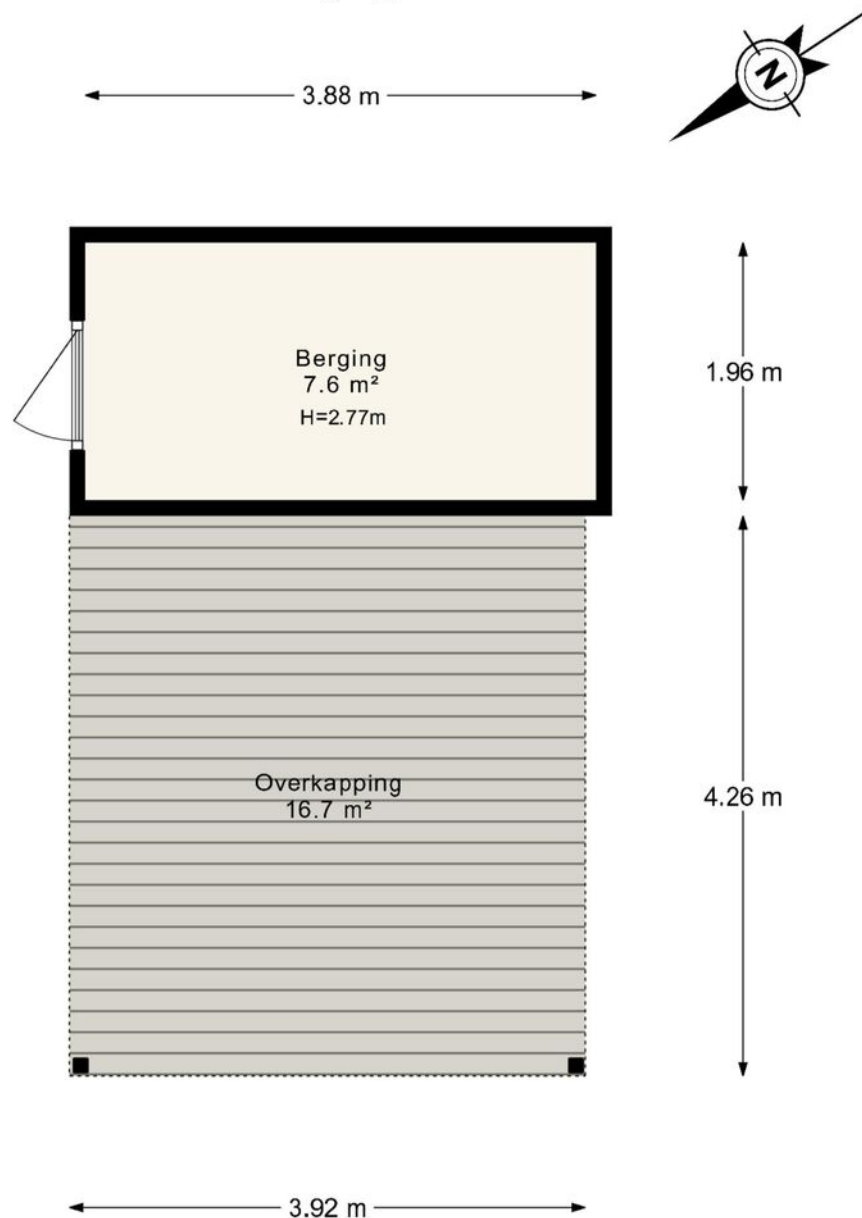 N
3.88 m
Berging
7.6 m²
H=2.77m
1.96 m
Overkapping
16.7 m²
4.26 m
3.92 m